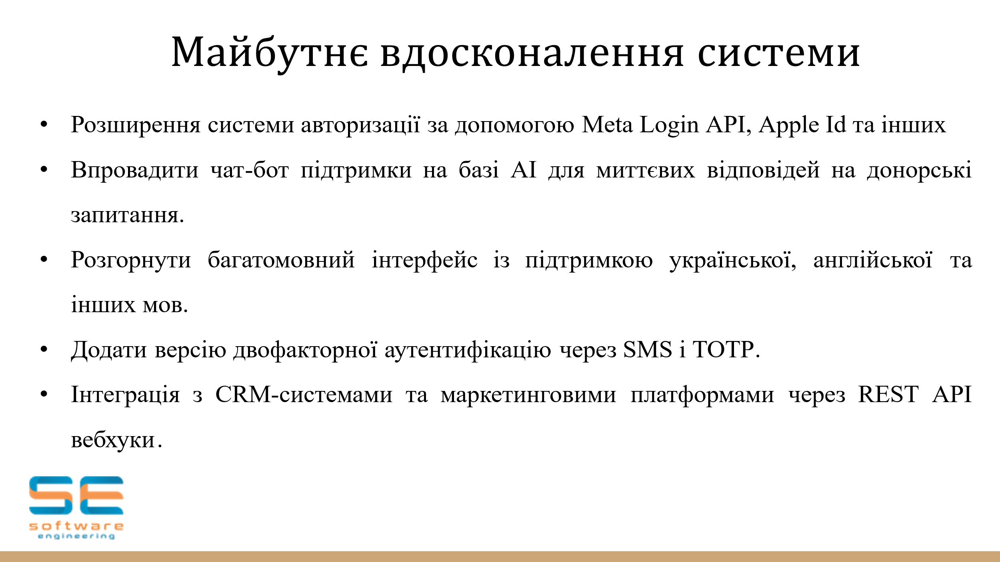 Майбутнє вдосконалення системи
• Розширення системи авторизації за допомогою Meta Login API, Apple Id та інших
• Впровадити чат-бот підтримки на базі AI для миттєвих відповідей на донорські
запитання.
• Розгорнути багатомовний інтерфейс із підтримкою української, англійської та
інших мов.
• Додати версію двофакторної аутентифікацію через SMS і TOTP.
• Інтеграція з CRM-системами та маркетинговими платформами через REST API
вебхуки.
SE
software
engineering